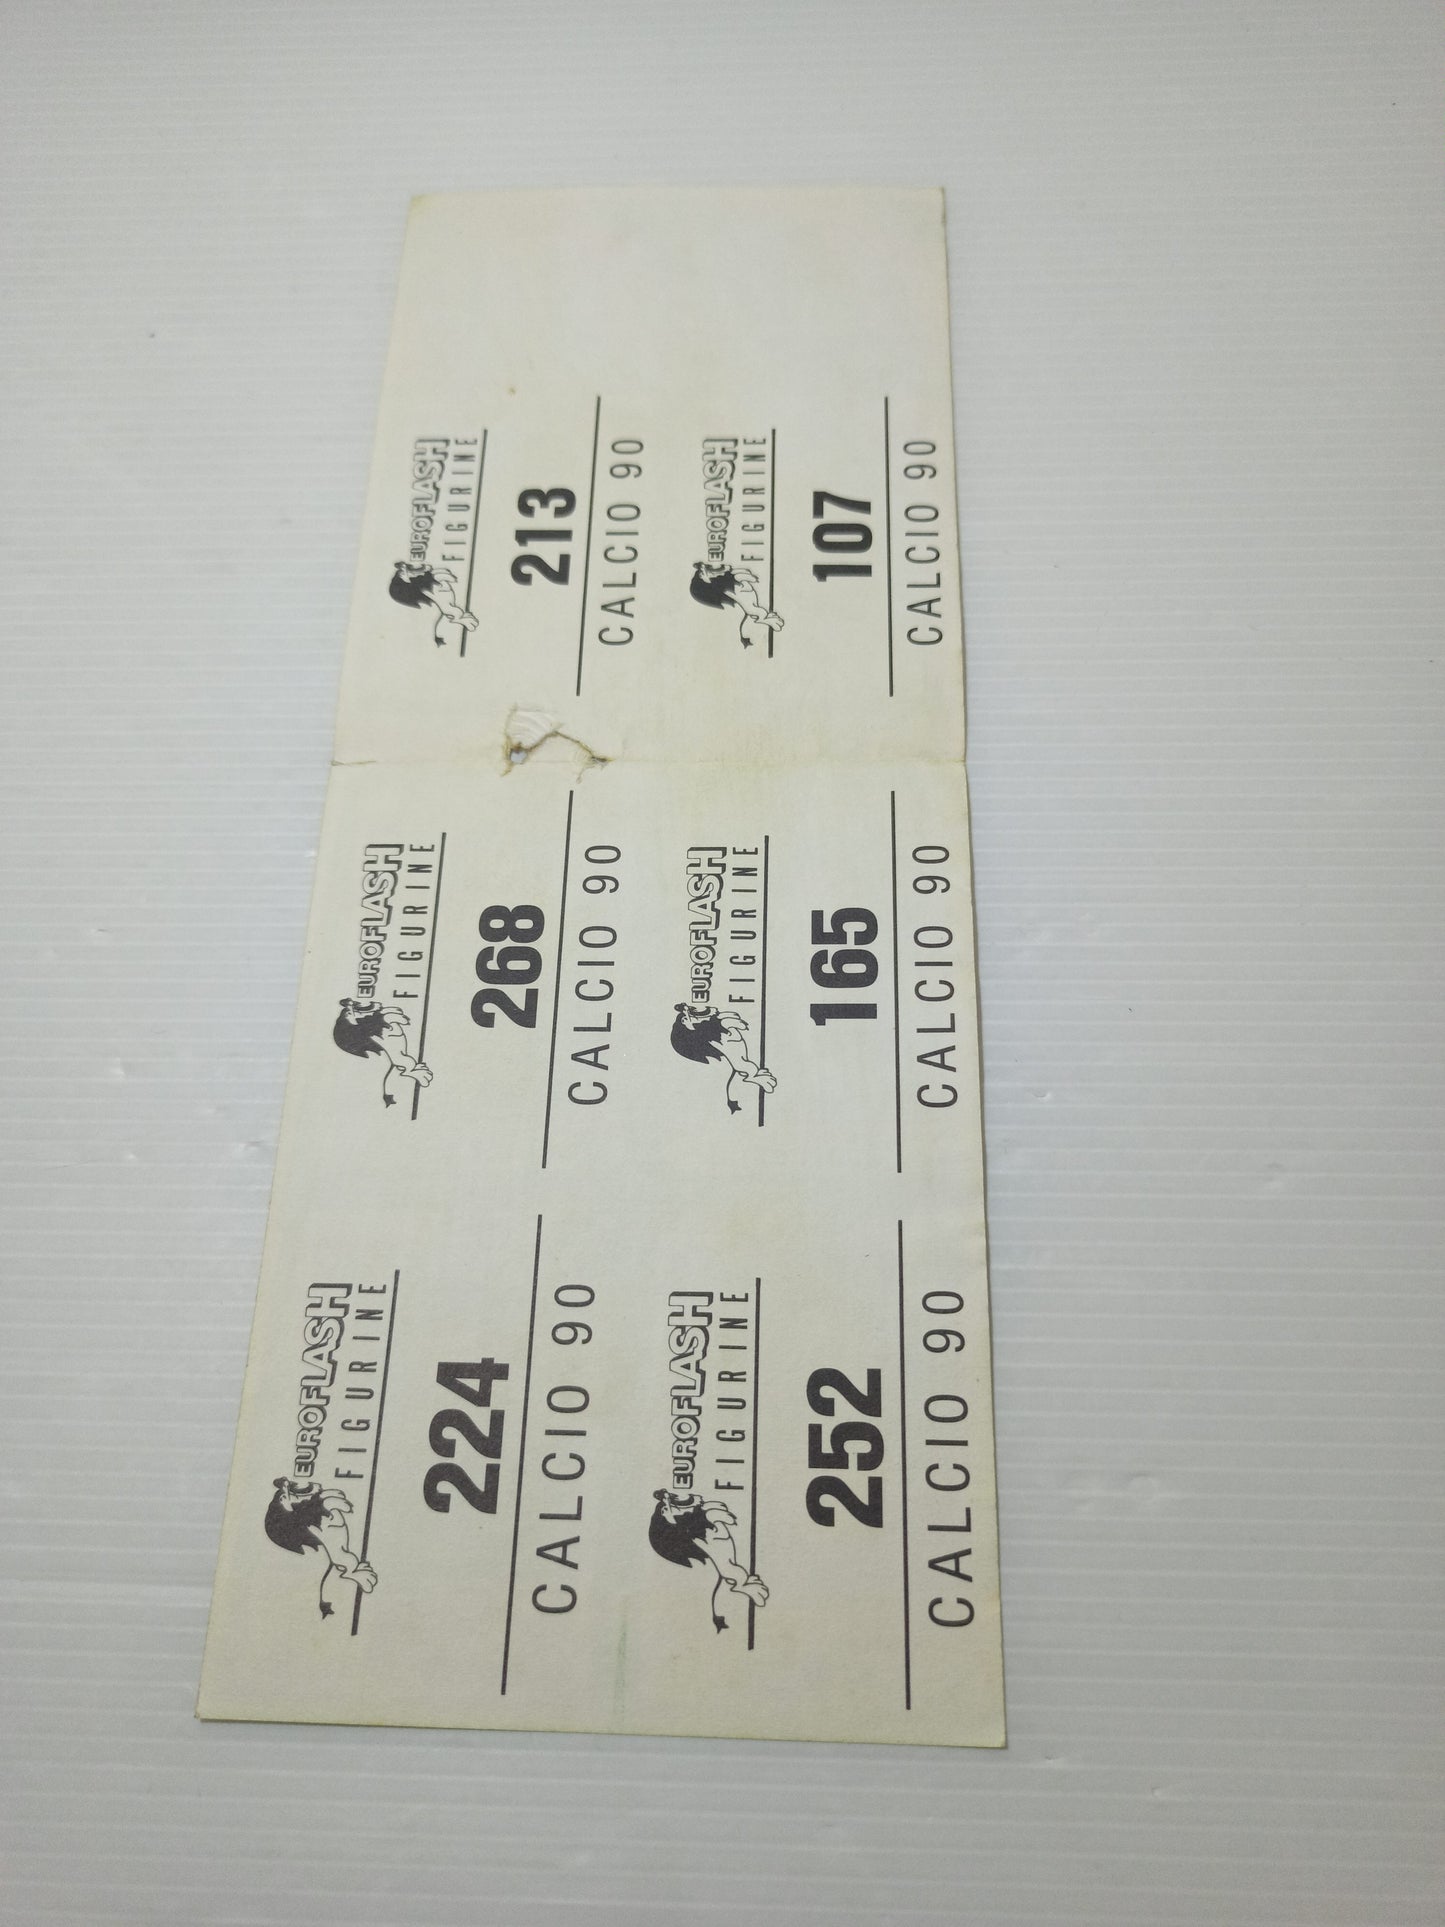 EUROFLASH
FIGURINE
224
CALCIO 90
EUROFLASH
FIGURINE
268
CALCIO 90
EUROFLASH
FIGURINE
213
CALCIO 90
EUROFLASH
FIGURINE
252
CALCIO 90
EUROFLASH
FIGURINE
165
CALCIO 90
EUROFLASH
FIGURINE
107
CALCIO 90